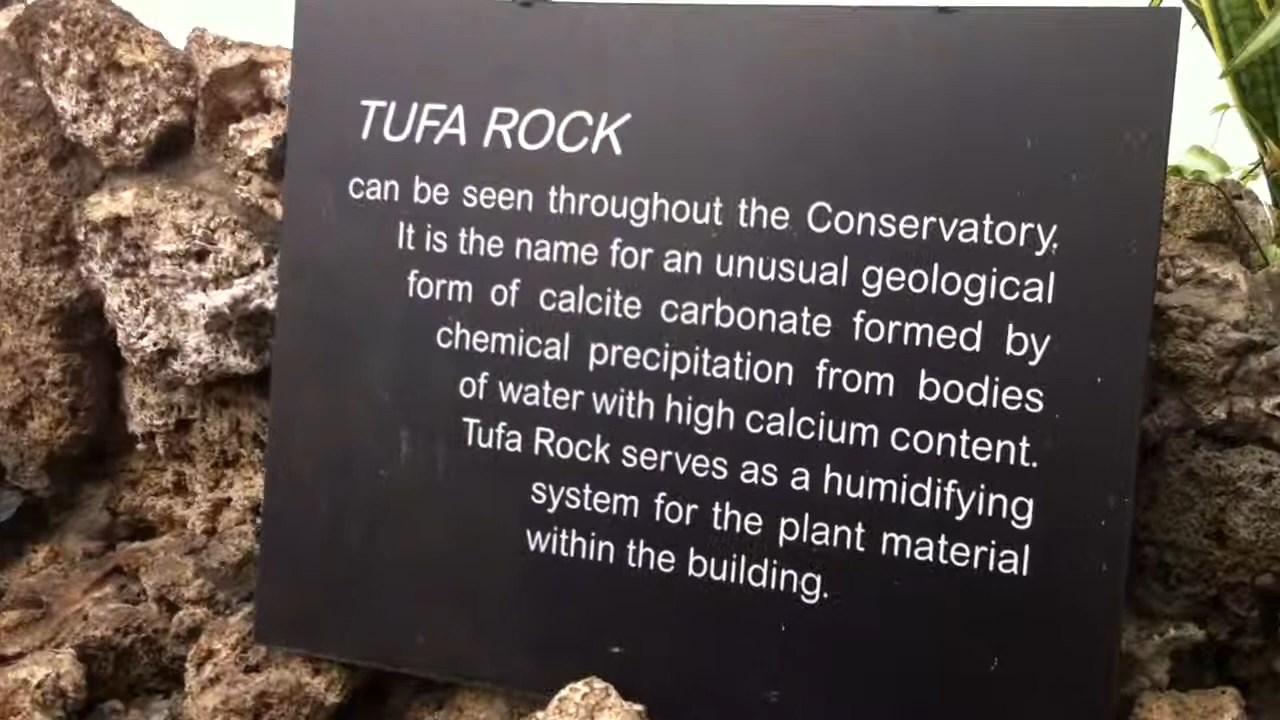 TUFA ROCK
can be seen throughout the Conservatory.
It is the name for an unusual geological
form of calcite carbonate formed by
chemical precipitation from bodies
of water with high calcium content.
Tufa Rock serves as a humidifying
system for the plant material
within the building.